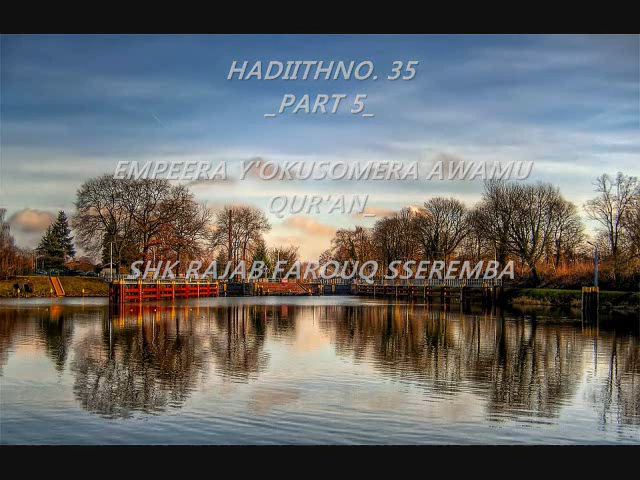 HADIITHNO. 35
_PART 5_
EMPEERA Y'OKUSOMERA AWAMU
QUR'AN_
SHK RAJAB FAROUQ SSEREMBA